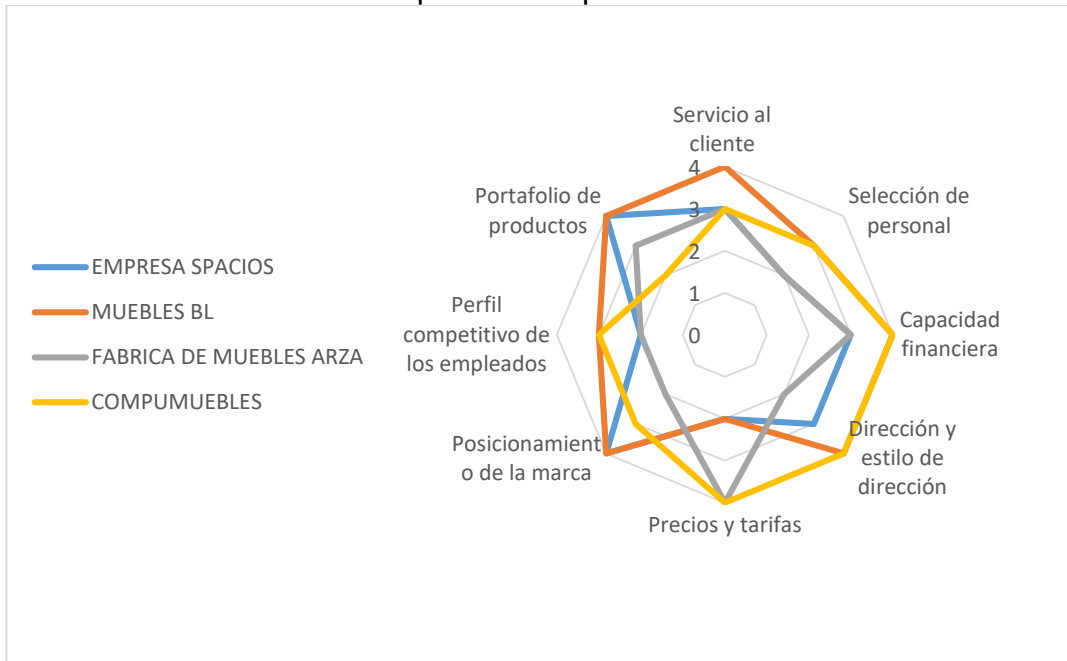 EMPRESA SPACIOS
MUEBLES BL
FABRICA DE MUEBLES ARZA
COMPUMUEBLES
Servicio al
cliente
Selección de
personal
Capacidad
financiera
Dirección y
estilo de
dirección
Precios y tarifas
Posicionamient
o de la marca
Perfil
competitivo de
los empleados
Portafolio de
productos
4
3
2
1
0